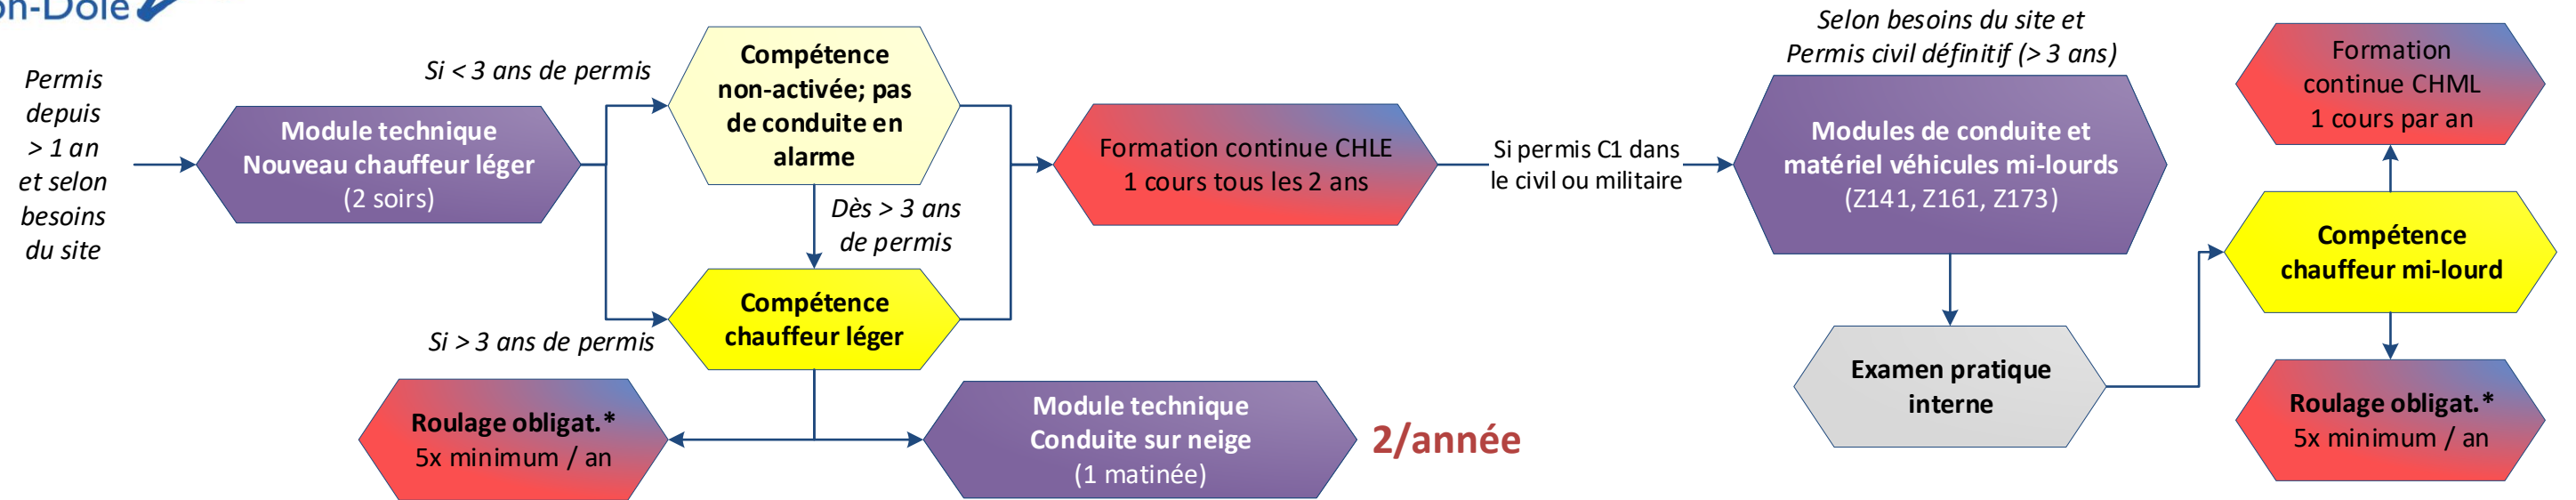 on-Dôle
Permis
depuis
> 1 an
et selon
besoins
du site
Module technique
Nouveau chauffeur léger
(2 soirs)
Si < 3 ans de permis
Compétence
non-activée; pas
de conduite en
alarme
Dès > 3 ans
de permis
Si > 3 ans de permis
Compétence
chauffeur léger
Roulage obligat.*
5x minimum / an
Module technique
Conduite sur neige
(1 matinée)
2/année
Formation continue CHLE
1 cours tous les 2 ans
Si permis C1 dans
le civil ou militaire
Selon besoins du site et
Permis civil définitif (> 3 ans)
Modules de conduite et
matériel véhicules mi-lourds
(Z141, Z161, Z173)
Examen pratique
interne
Formation
continue CHML
1 cours par an
Compétence
chauffeur mi-lourd
Roulage obligat.*
5x minimum / an